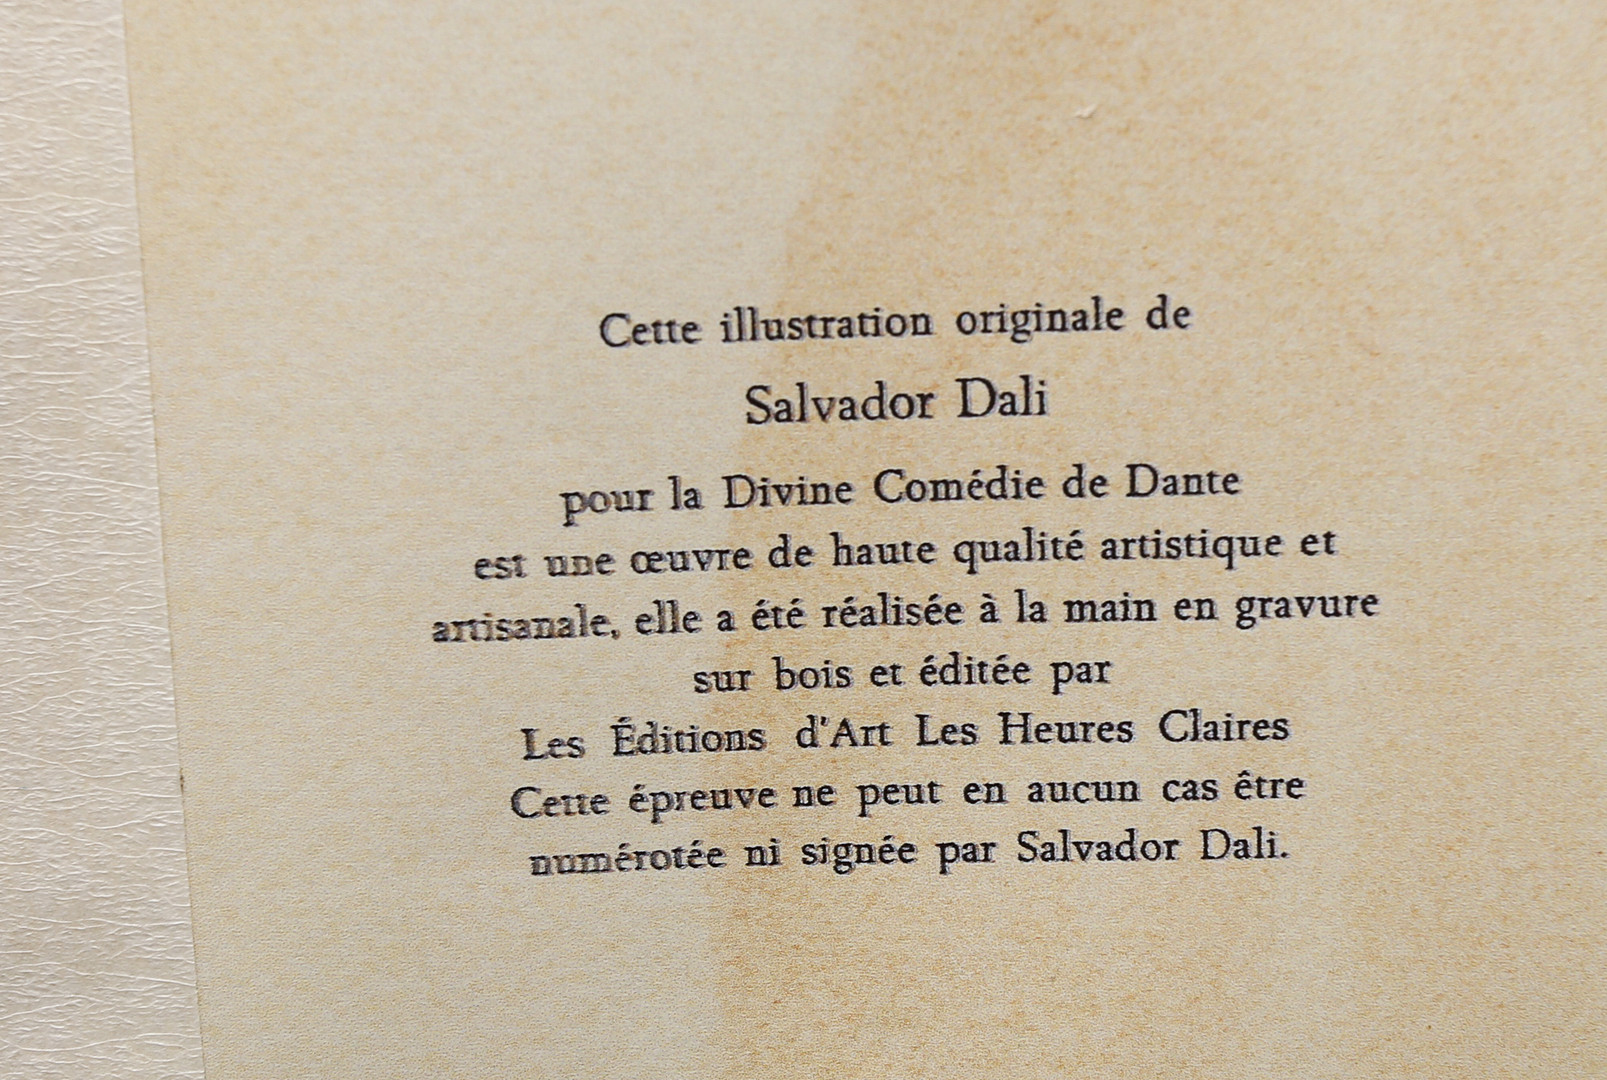 Cette illustration originale de
Salvador Dali
pour la Divine Comédie de Dante
est une œuvre de haute qualité artistique et
artisanale, elle a été réalisée à la main en gravure
sur bois et éditée par
Les Éditions d'Art Les Heures Claires
Cette épreuve ne peut en aucun cas être
numérotée ni signée par Salvador Dali.